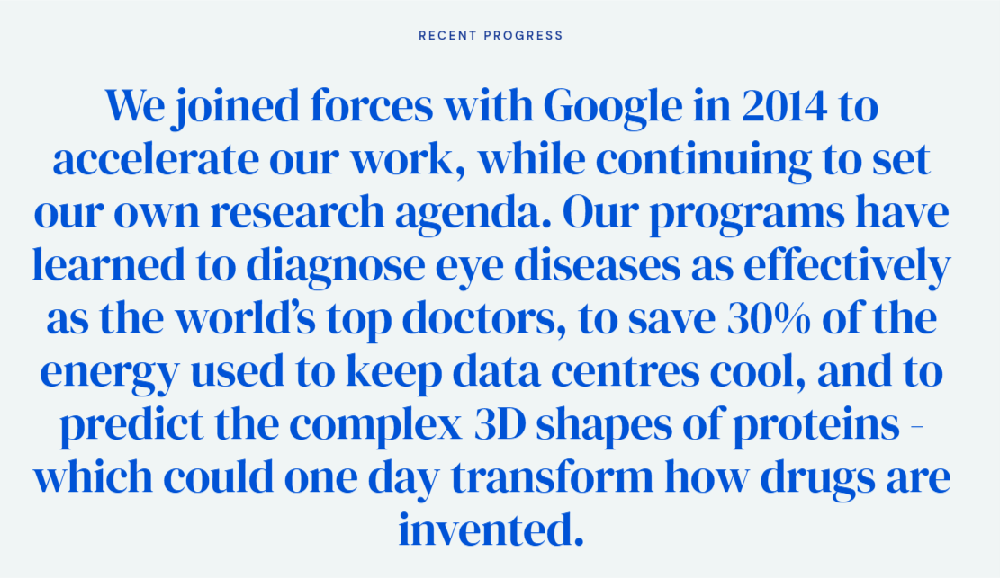 RECENT PROGRESS
We joined forces with Google in 2014 to
accelerate our work, while continuing to set
our own research agenda. Our programs have
learned to diagnose eye diseases as effectively
as the world’s top doctors, to save 30% of the
energy used to keep data centres cool, and to
predict the complex 3D shapes of proteins -
which could one day transform how drugs are
invented.